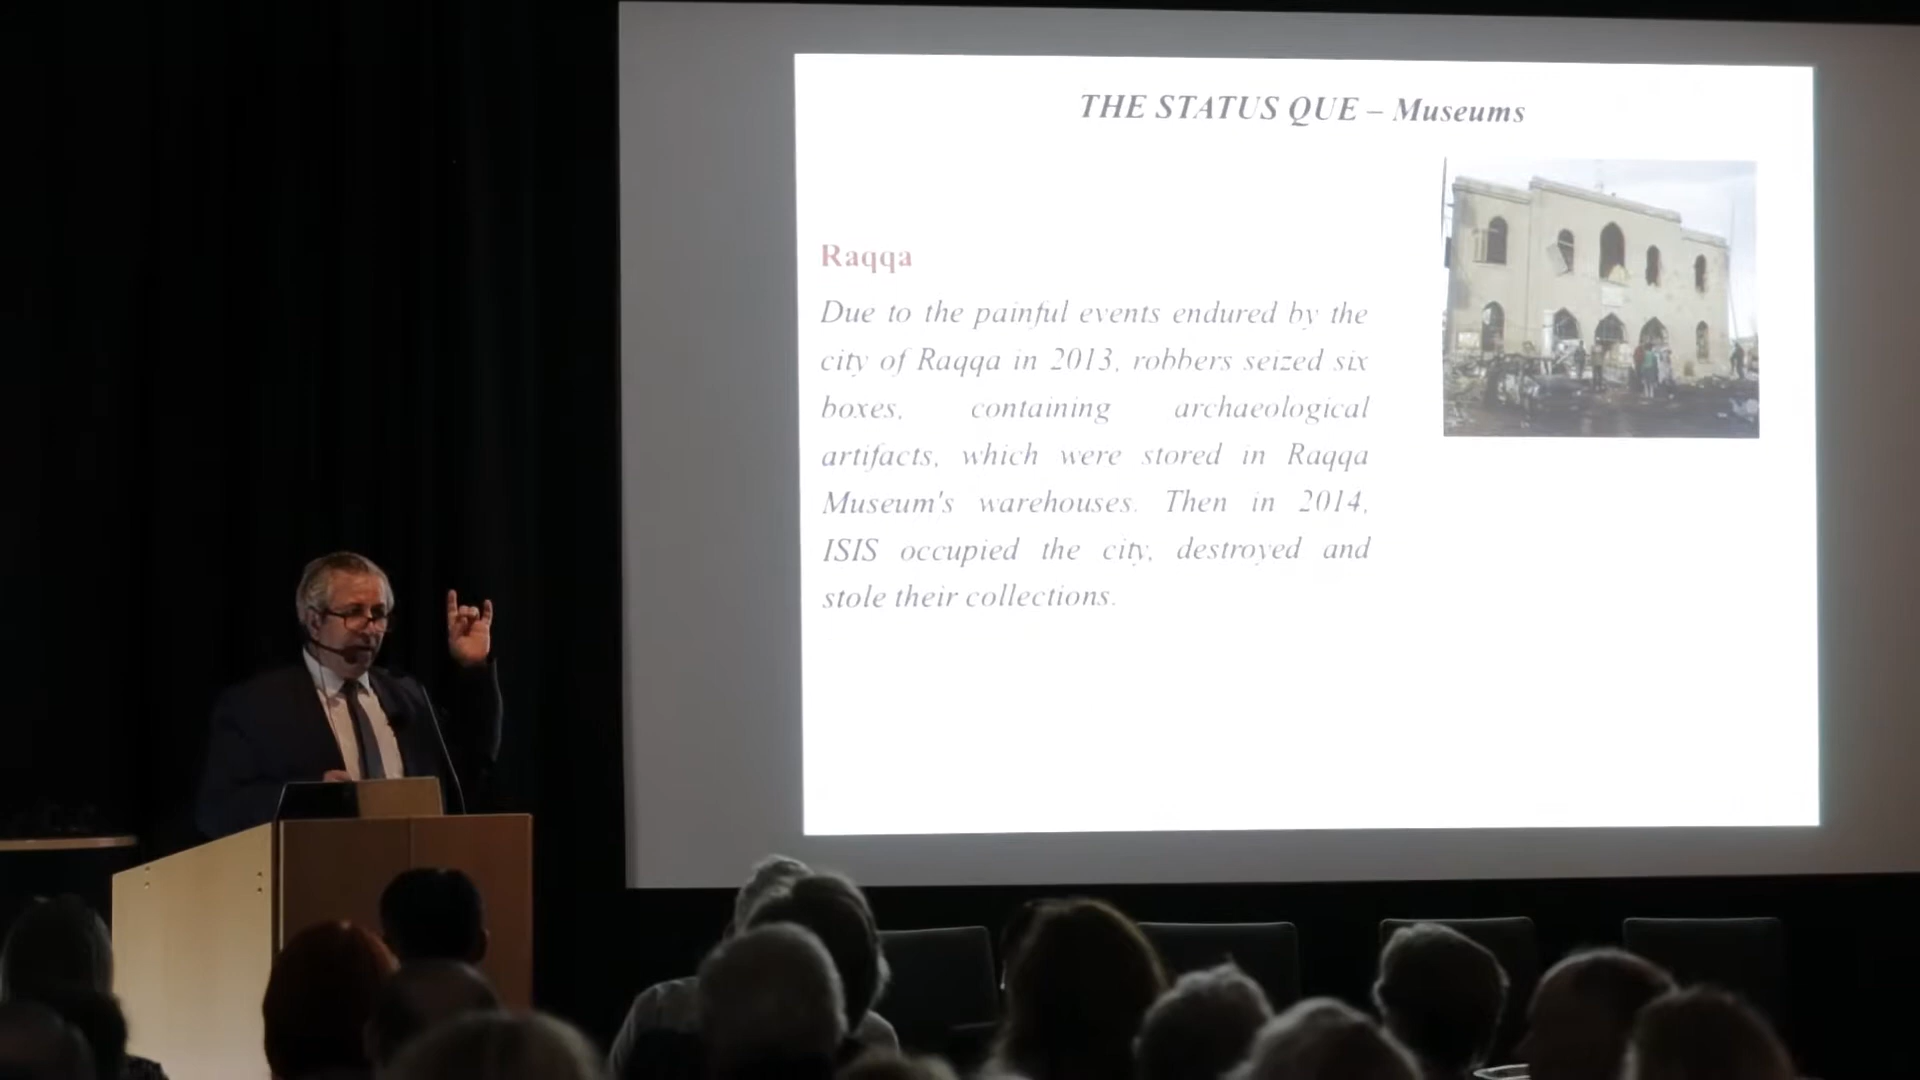 THE STATUS QUE – Museums
Raqqa
Due to the painful events endured by the
city of Raqqa in 2013, robbers seized six
boxes, containing archaeological
artifacts, which were stored in Raqqa
Museum's warehouses. Then in 2014,
ISIS occupied the city, destroyed and
stole their collections.